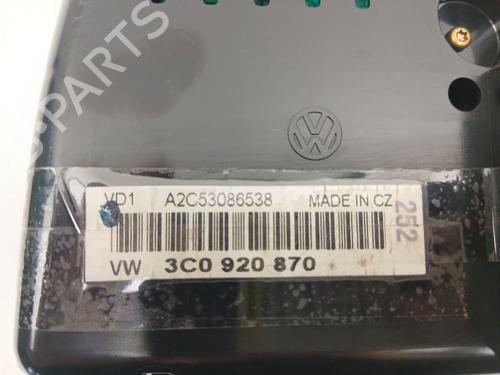 B-PARTS
VD1 A2C53086538 MADE IN CZ
252
VW 3C0 920 870